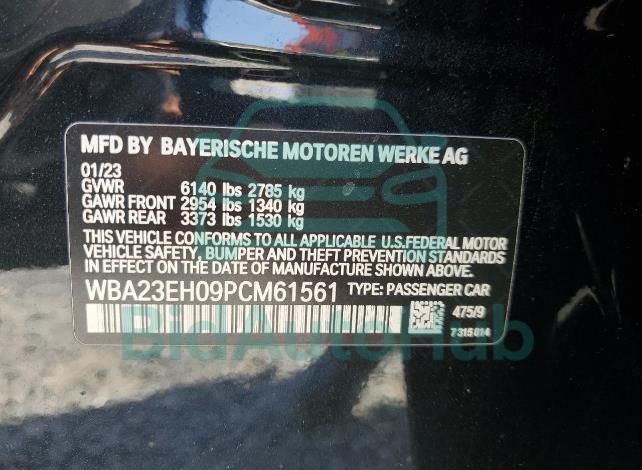 MFD BY BAYERISCHE MOTOREN WERKE AG
01/23
GVWR 6140 lbs 2785 kg
GAWR FRONT 2954 lbs 1340 kg
GAWR REAR 3373 lbs 1530 kg
THIS VEHICLE CONFORMS TO ALL APPLICABLE U.S.FEDERAL MOTOR
VEHICLE SAFETY, BUMPER AND THEFT PREVENTION STANDARDS
IN EFFECT ON THE DATE OF MANUFACTURE SHOWN ABOVE.
WBA23EH09PCM61561 TYPE: PASSENGER CAR
475/9
7 315 014
BidAutoHub